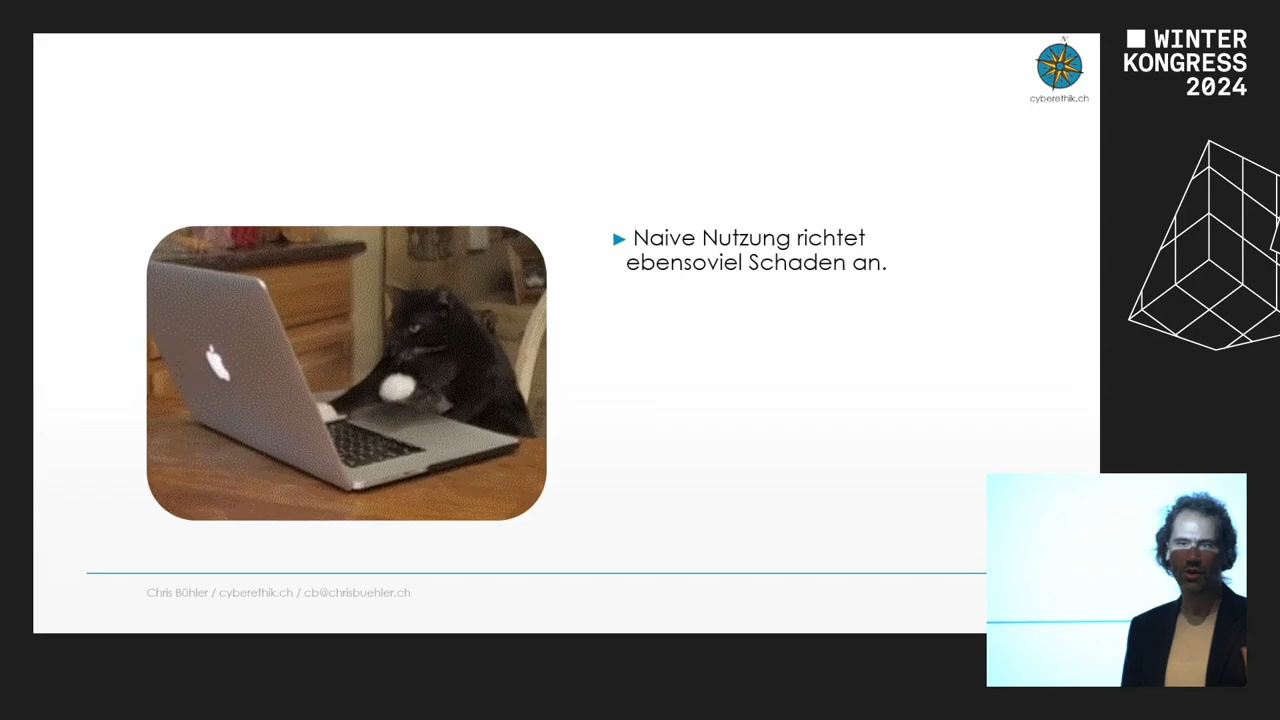 WINTER
KONGRESS
2024
N
cyberethik.ch
► Naive Nutzung richtet
ebensoviel Schaden an.
Chris Bühler / cyberethik.ch / cb@chrisbuehler.ch